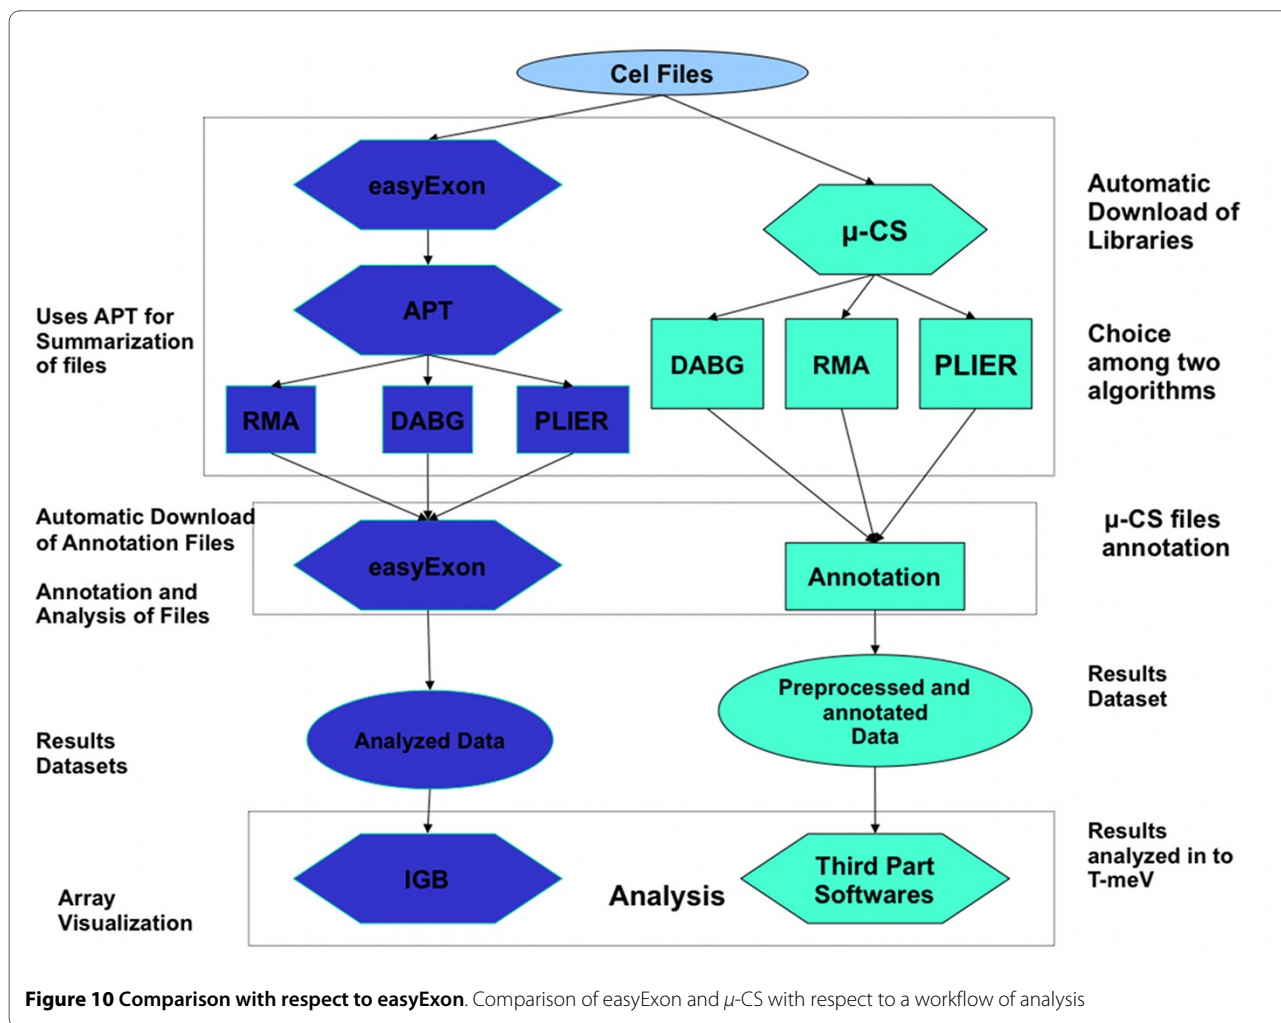 Cel Files
easyExon
μ-CS
Automatic
Download of
Libraries
APT
Uses APT for
Summarization
of files
DABG
RMA
PLIER
Choice
among two
algorithms
RMA
DABG
PLIER
Automatic Download
of Annotation Files
easyExon
μ-CS files
annotation
Annotation
Annotation and
Analysis of Files
Preprocessed and
annotated
Data
Results
Dataset
Analyzed Data
Results
Datasets
IGB
Analysis
Third Part
Softwares
Results
analyzed in to
T-meV
Array
Visualization
Figure 10 Comparison with respect to easyExon. Comparison of easyExon and μ-CS with respect to a workflow of analysis